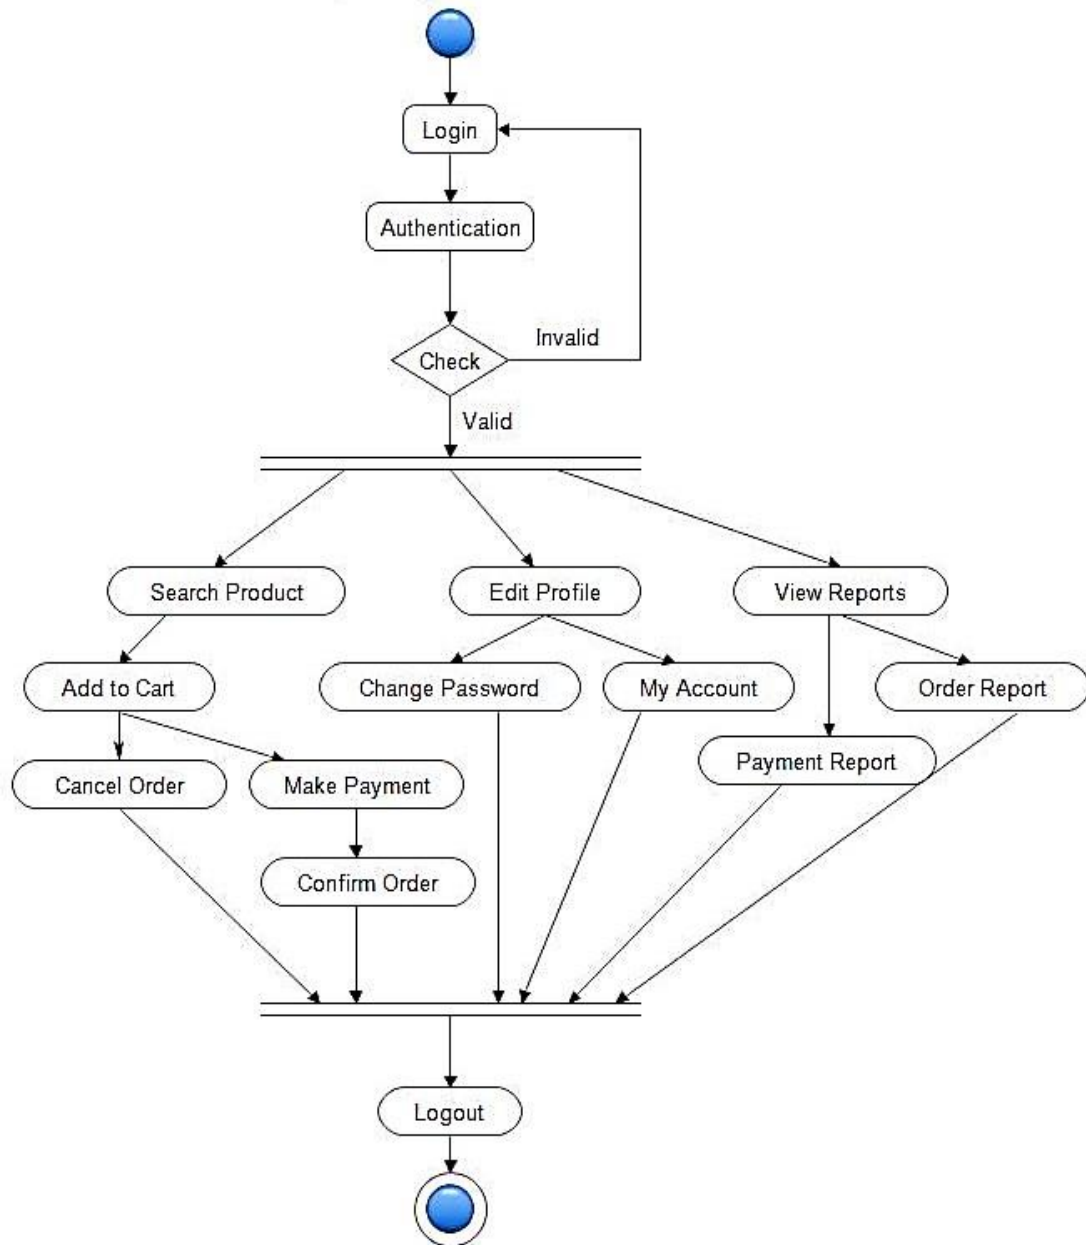 Login
Authentication
Invalid
Check
Valid
Search Product
Edit Profile
View Reports
Add to Cart
Change Password
My Account
Order Report
Cancel Order
Make Payment
Payment Report
Confirm Order
Logout